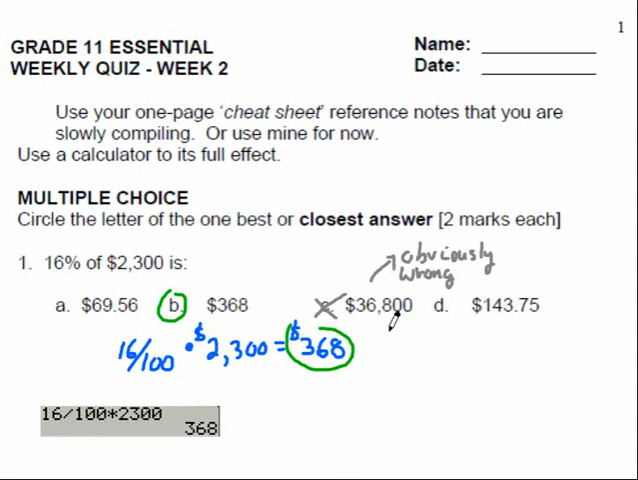 1
GRADE 11 ESSENTIAL
WEEKLY QUIZ - WEEK 2
Name: ____________
Date: ____________
Use your one-page 'cheat sheet' reference notes that you are
slowly compiling. Or use mine for now.
Use a calculator to its full effect.
MULTIPLE CHOICE
Circle the letter of the one best or closest answer [2 marks each]
obviously
wrong
1. 16% of $2,300 is:
a. $69.56 b. $368 c. $36,800 d. $143.75
16/100 • $2,300 = $368
16/100*2300
368